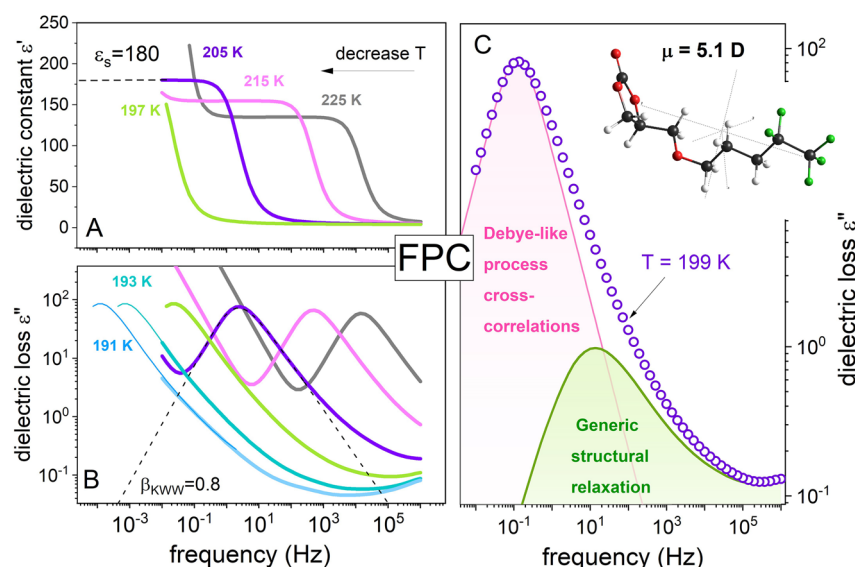 250
200
150
100
50
0
dielectric constant ε'
εs=180
205 K
decrease T
215 K
197 K
225 K
A
FPC
10²
10¹
10⁰
10⁻¹
dielectric loss ε"
193 K
191 K
B
βKWW=0.8
10⁻³
10⁻¹
10¹
10³
10⁵
frequency (Hz)
C
μ = 5.1 D
10²
Debye-like
process
cross-
correlations
T = 199 K
dielectric loss ε"
10⁰
Generic
structural
relaxation
10⁻¹
10⁻¹
10¹
10³
10⁵
frequency (Hz)